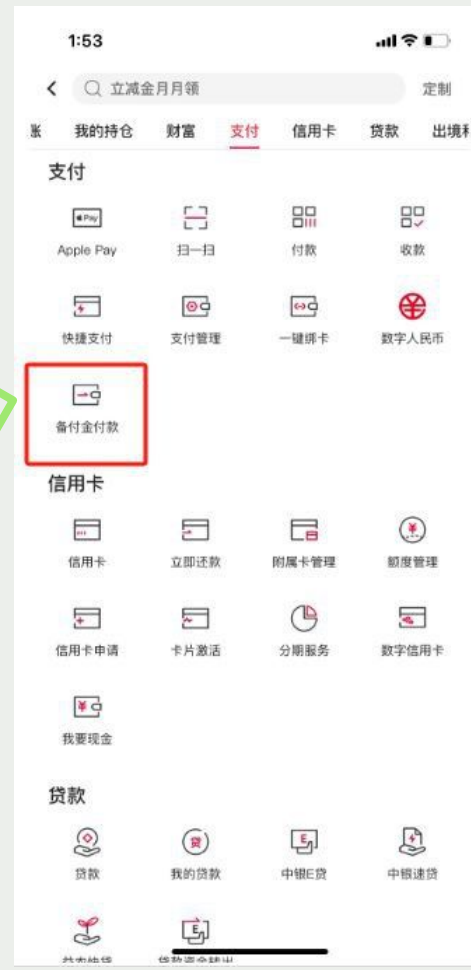 1:53
立减金月月领 定制
账 我的持仓 财富 支付 信用卡 贷款 出境
支付
Pay
Apple Pay 扫一扫 付款 收款
快捷支付 支付管理 一键绑卡 数字人民币
备付金付款
信用卡
信用卡 立即还款 附属卡管理 额度管理
信用卡申请 卡片激活 分期服务 数字信用卡
我要现金
贷款
贷款 我的贷款 中银E贷 中银速贷